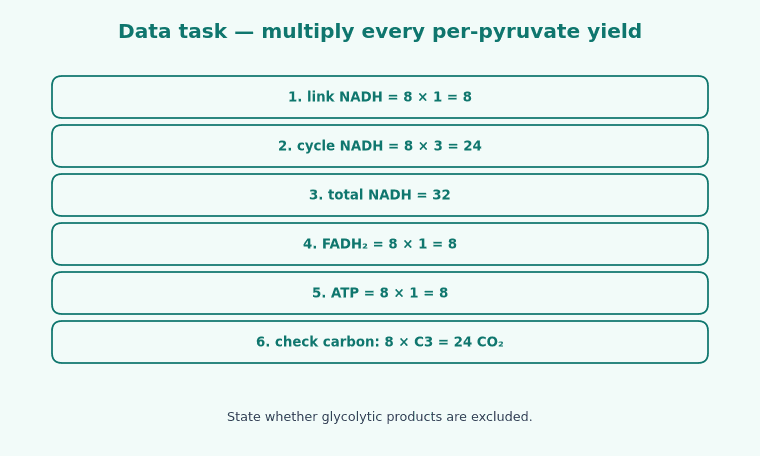 Data task — multiply every per-pyruvate yield
1. link NADH = 8 × 1 = 8
2. cycle NADH = 8 × 3 = 24
3. total NADH = 32
4. FADH₂ = 8 × 1 = 8
5. ATP = 8 × 1 = 8
6. check carbon: 8 × C3 = 24 CO₂
State whether glycolytic products are excluded.